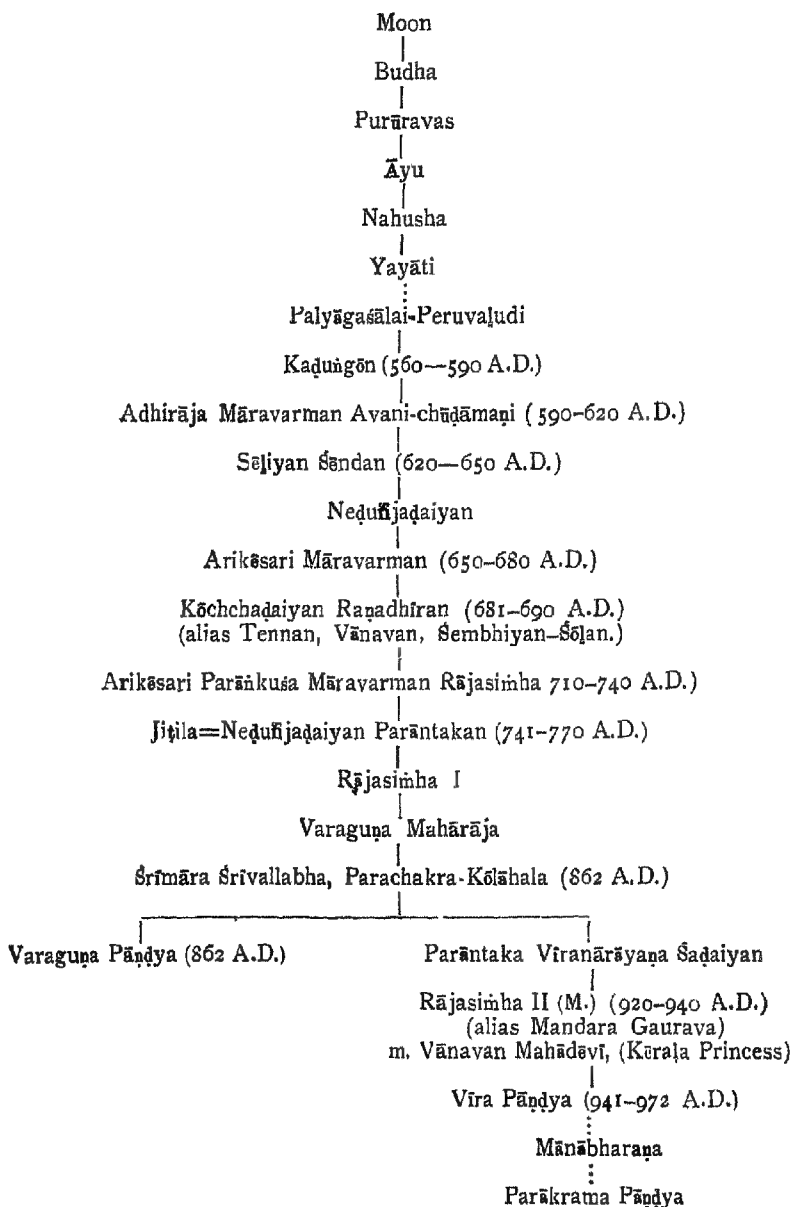 Moon
Budha
Purūravas
Āyu
Nahusha
Yayāti
Palyāgaśālai-Peruvaḷudi
Kaḍuṅgōn (560—590 A.D.)
Adhirāja Māravarman Avani-chūḍāmaṇi (590-620 A.D.)
Sēḷiyan Śēndan (620—650 A.D.)
Neḍuñjaḍaiyan
Arikēsari Māravarman (650-680 A.D.)
Kōchchaḍaiyan Raṇadhīran (681-690 A.D.)
(alias Tennan, Vānavan, Śembhiyan-Śōḷan.)
Arikēsari Parāṅkuśa Māravarman Rājasiṁha 710-740 A.D.)
Jiṭila=Neḍuñjaḍaiyan Parāntakan (741-770 A.D.)
Rājasiṁha I
Varaguṇa Mahārāja
Śrīmāra Śrīvallabha, Parachakra-Kōlāhala (862 A.D.)
Varaguṇa Pāṇḍya (862 A.D.)
Parāntaka Vīranārāyaṇa Śaḍaiyan
Rājasiṁha II (M.) (920-940 A.D.)
(alias Mandara Gaurava)
m. Vānavan Mahādēvī, (Kēraḷa Princess)
Vīra Pāṇḍya (941-972 A.D.)
Mānābharaṇa
Parākrama Pāṇḍya